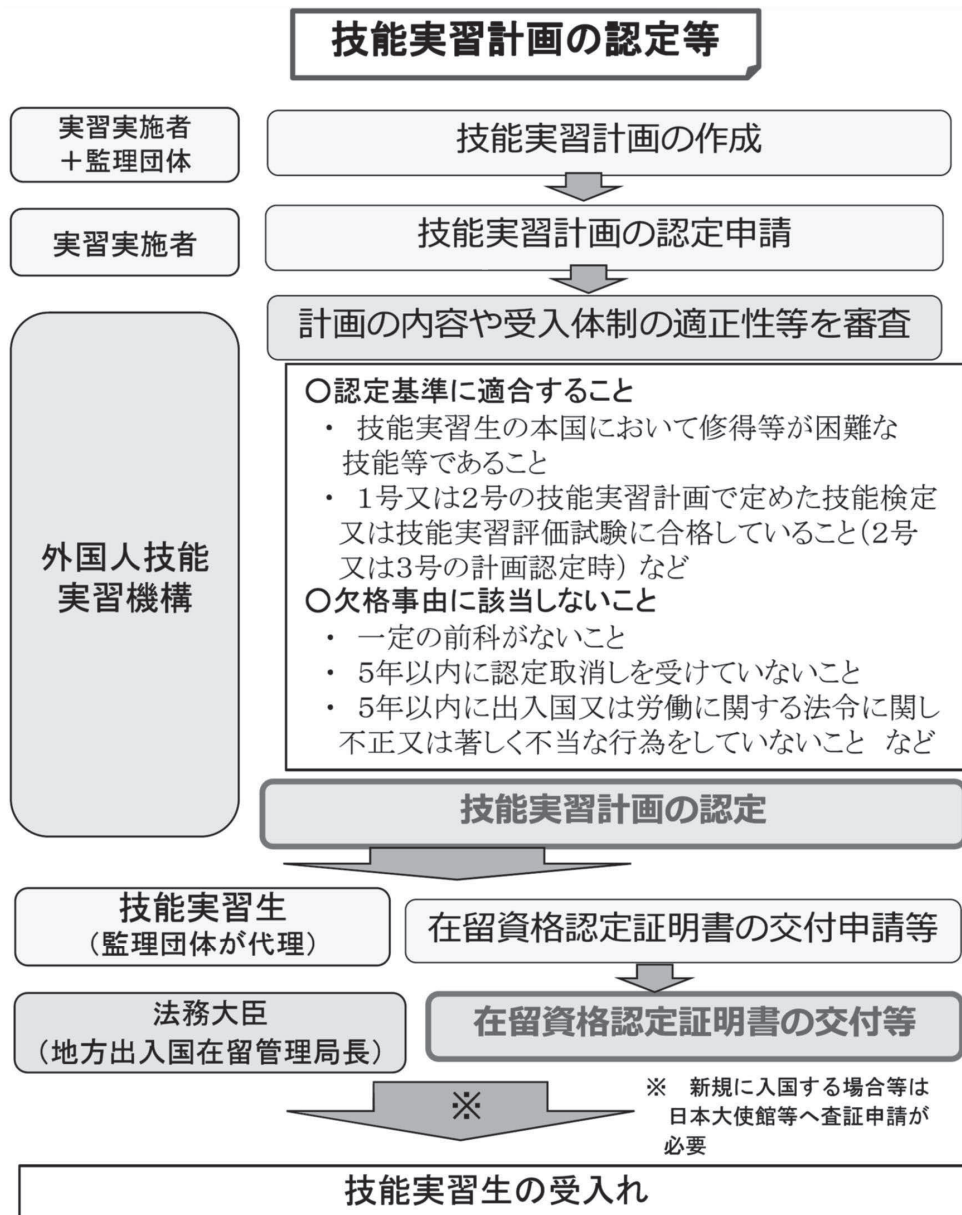 技能実習計画の認定等
実習実施者
+監理団体
技能実習計画の作成
実習実施者
技能実習計画の認定申請
外国人技能
実習機構
計画の内容や受入体制の適正性等を審査
〇認定基準に適合すること
・ 技能実習生の本国において修得等が困難な
技能等であること
・ 1号又は2号の技能実習計画で定めた技能検定
又は技能実習評価試験に合格していること(2号
又は3号の計画認定時) など
〇欠格事由に該当しないこと
・ 一定の前科がないこと
・ 5年以内に認定取消しを受けていないこと
・ 5年以内に出入国又は労働に関する法令に関し
不正又は著しく不当な行為をしていないこと など
技能実習計画の認定
技能実習生
(監理団体が代理)
在留資格認定証明書の交付申請等
法務大臣
(地方出入国在留管理局長)
在留資格認定証明書の交付等
※
※ 新規に入国する場合等は
日本大使館等へ査証申請が
必要
技能実習生の受入れ